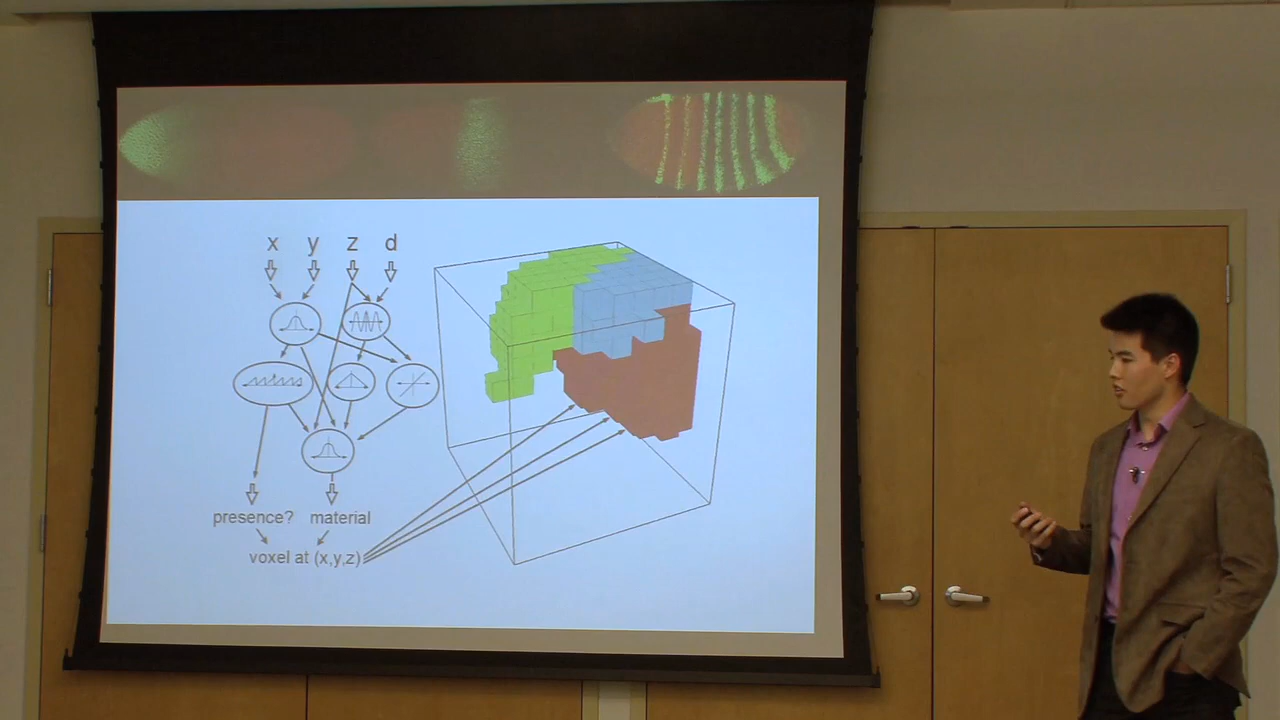 x y z d
presence? material
voxel at (x,y,z)